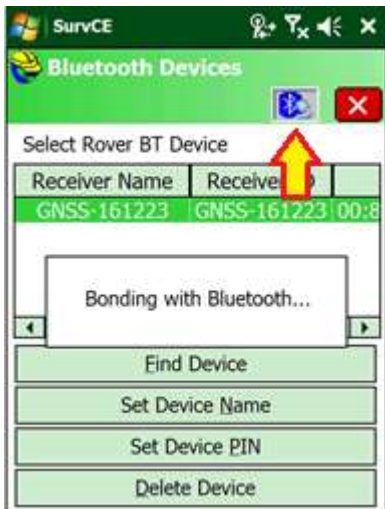 SurvCE
Bluetooth Devices
Select Rover BT Device
Receiver Name Receive
GNSS-161223 GNSS-161223 00:8
Bonding with Bluetooth...
Find Device
Set Device Name
Set Device PIN
Delete Device